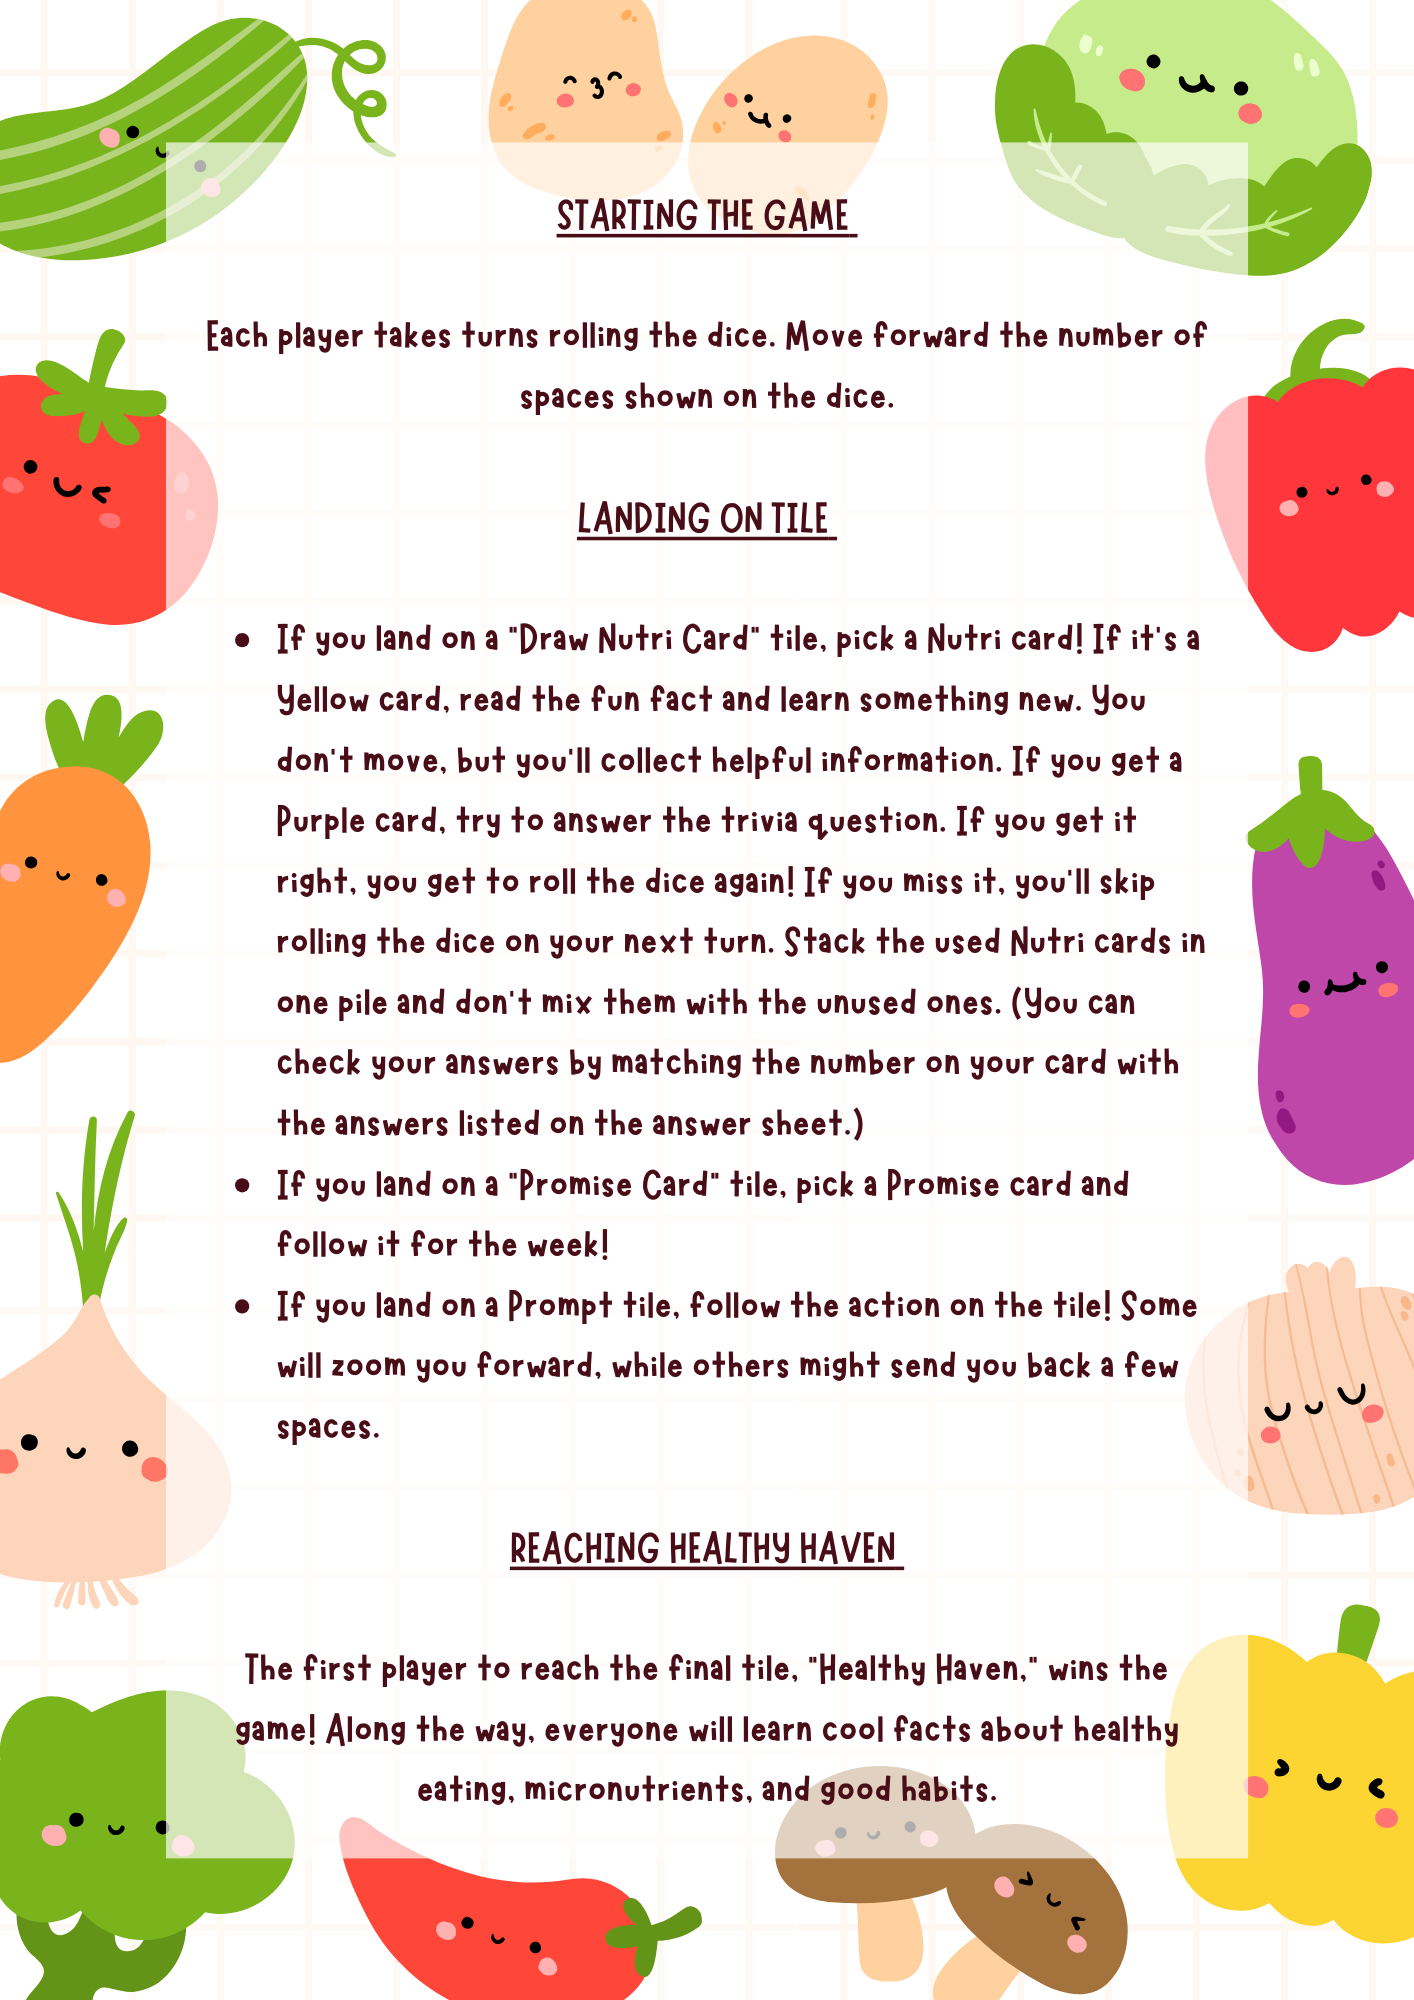 STARTING THE GAME
Each player takes turns rolling the dice. Move forward the number of
spaces shown on the dice.
LANDING ON TILE
• If you land on a "Draw Nutri Card" tile, pick a Nutri card! If it's a
Yellow card, read the fun fact and learn something new. You
don't move, but you'll collect helpful information. If you get a
Purple card, try to answer the trivia question. If you get it
right, you get to roll the dice again! If you miss it, you'll skip
rolling the dice on your next turn. Stack the used Nutri cards in
one pile and don't mix them with the unused ones. (You can
check your answers by matching the number on your card with
the answers listed on the answer sheet.)
• If you land on a "Promise Card" tile, pick a Promise card and
follow it for the week!
• If you land on a Prompt tile, follow the action on the tile! Some
will zoom you forward, while others might send you back a few
spaces.
REACHING HEALTHY HAVEN
The first player to reach the final tile, "Healthy Haven," wins the
game! Along the way, everyone will learn cool facts about healthy
eating, micronutrients, and good habits.